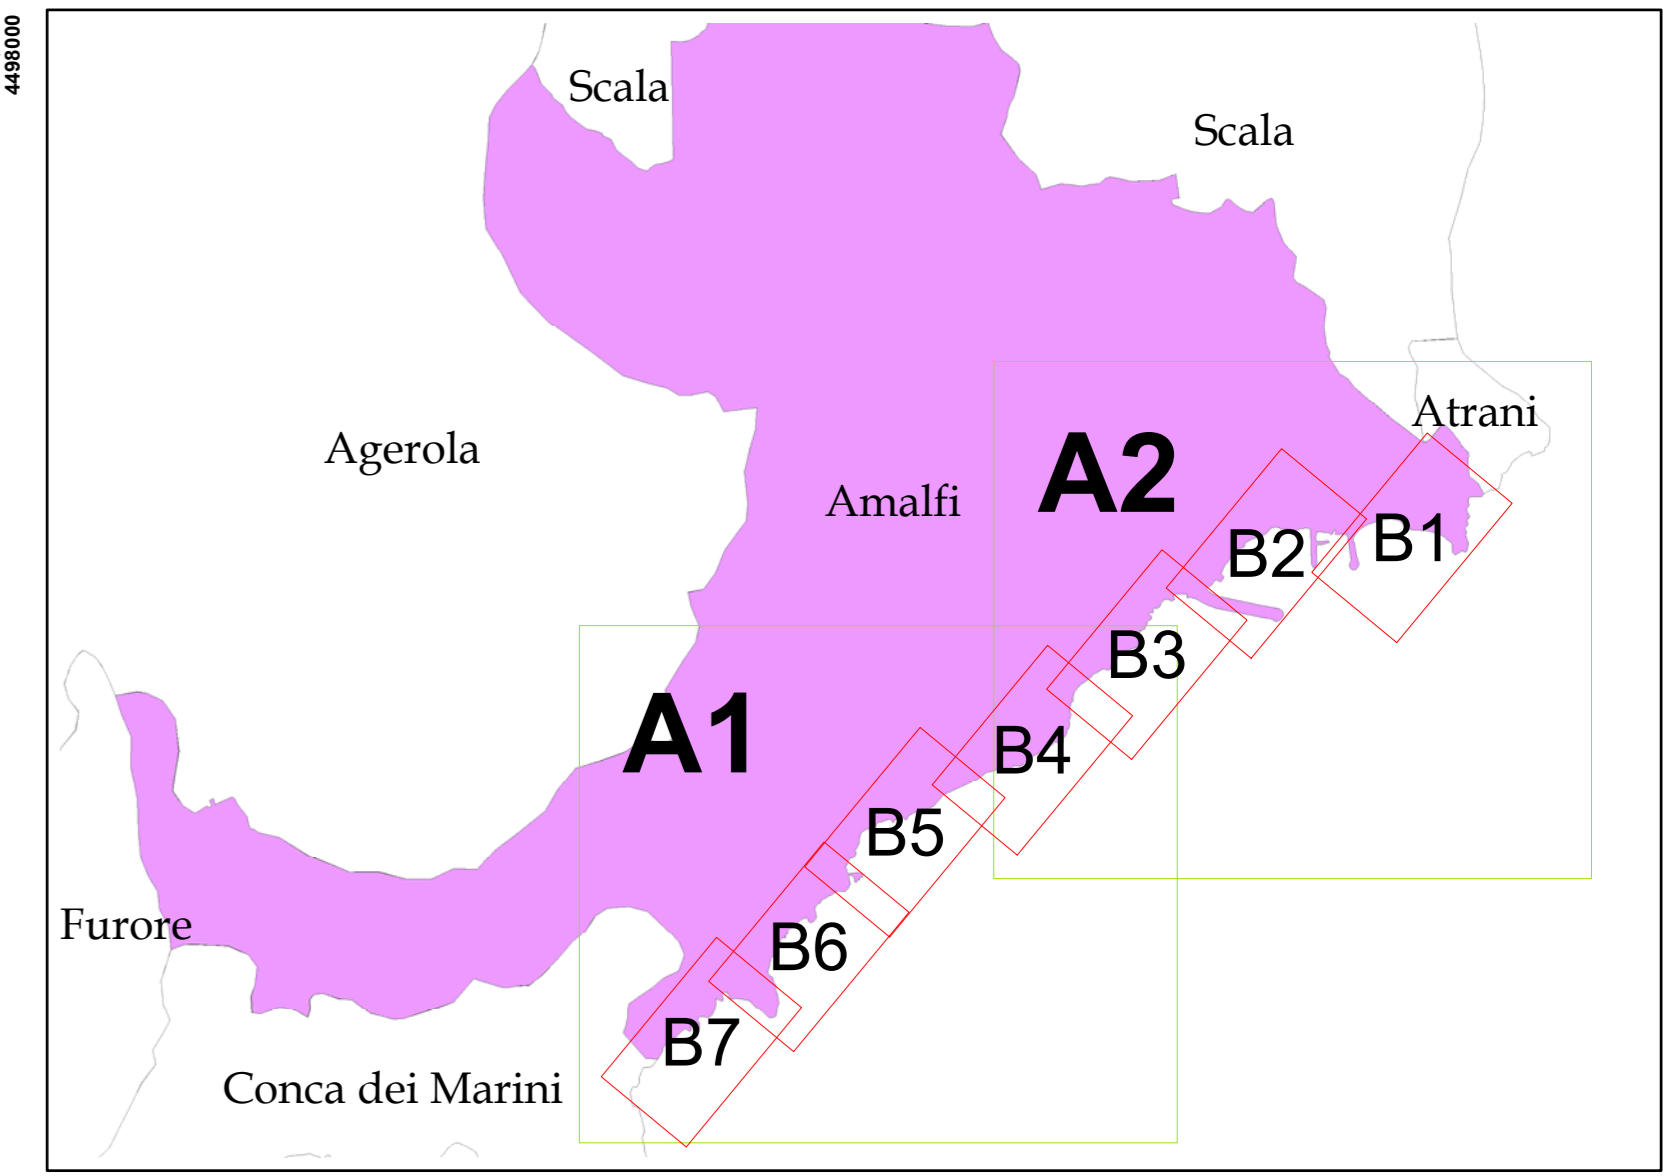 4498000
Scala
Scala
Atrani
Agerola
A2
Amalfi
B1
B2
B3
A1
B4
B5
Furore
B6
B7
Conca dei Marini